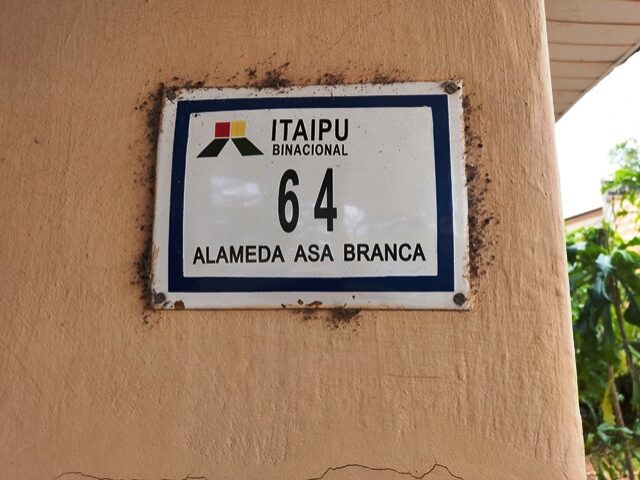 ITAIPU
BINACIONAL
64
ALAMEDA ASA BRANCA